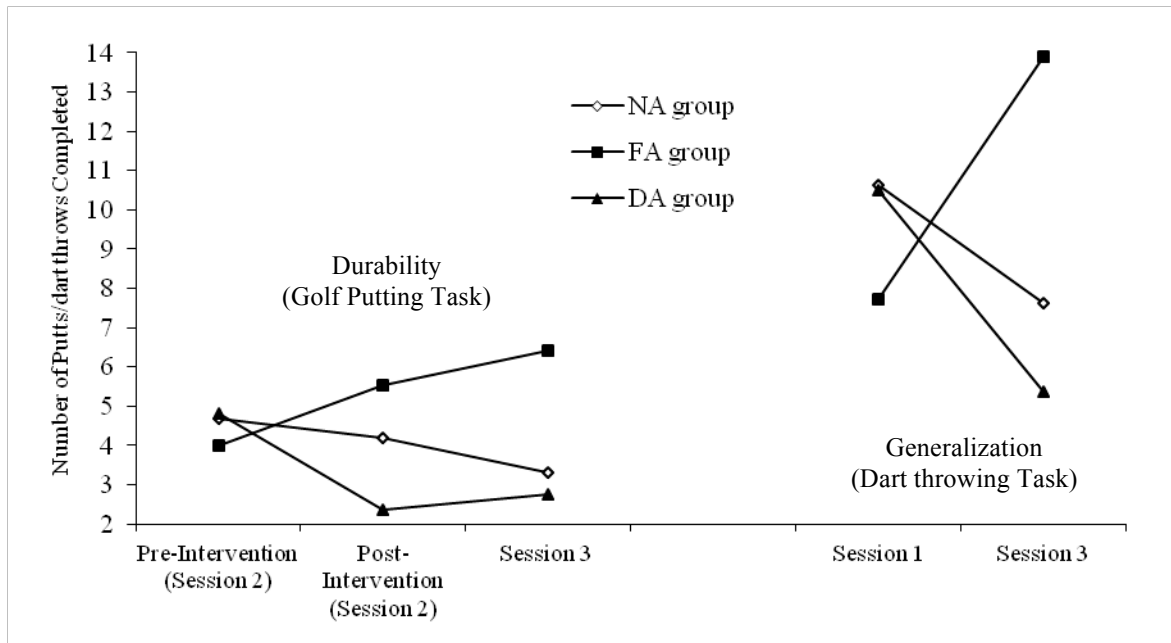 14
13
12
11
10
9
8
7
6
5
4
3
2
Number of Putts/dart throws Completed
NA group
FA group
DA group
Durability
(Golf Putting Task)
Generalization
(Dart throwing Task)
Pre-Intervention
(Session 2)
Post-
Intervention
(Session 2)
Session 3
Session 1
Session 3